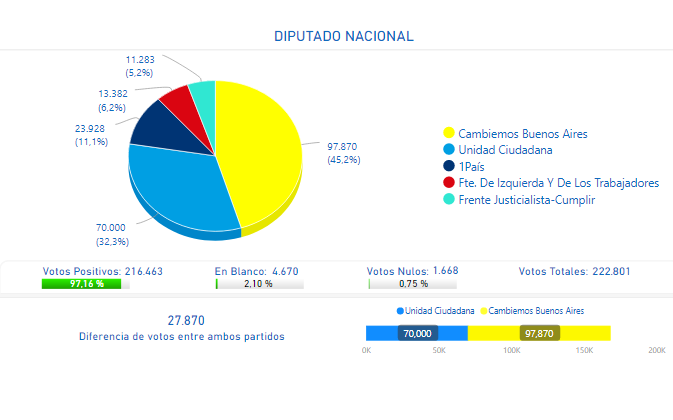 DIPUTADO NACIONAL
11.283
(5,2%)
13.382
(6,2%)
23.928
(11,1%)
97.870
(45,2%)
70.000
(32,3%)
Cambiemos Buenos Aires
Unidad Ciudadana
1País
Fte. De Izquierda Y De Los Trabajadores
Frente Justicialista-Cumplir
Votos Positivos: 216.463
97,16 %
En Blanco: 4.670
2,10 %
Votos Nulos: 1.668
0,75 %
Votos Totales: 222.801
27.870
Diferencia de votos entre ambos partidos
Unidad Ciudadana Cambiemos Buenos Aires
70,000 97,870
0K 50K 100K 150K 200K